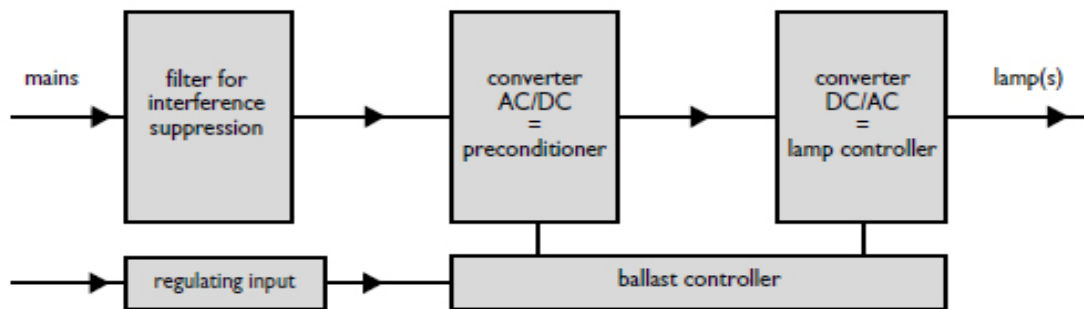 mains
filter for
interference
suppression
converter
AC/DC
=
preconditioner
converter
DC/AC
=
lamp controller
lamp(s)
regulating input
ballast controller